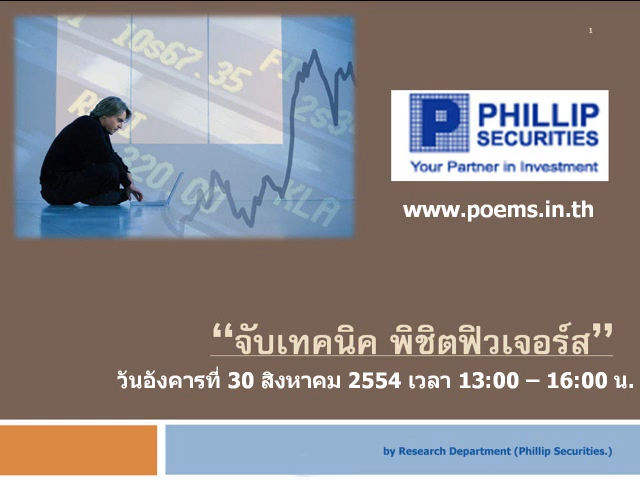 1
10s67.35
PHILLIP
SECURITIES
Your Partner in Investment
www.poems.in.th
“จับเทคนิค พิชิตฟิวเจอร์ส”
วันอังคารที่ 30 สิงหาคม 2554 เวลา 13:00 – 16:00 น.
by Research Department (Phillip Securities.)